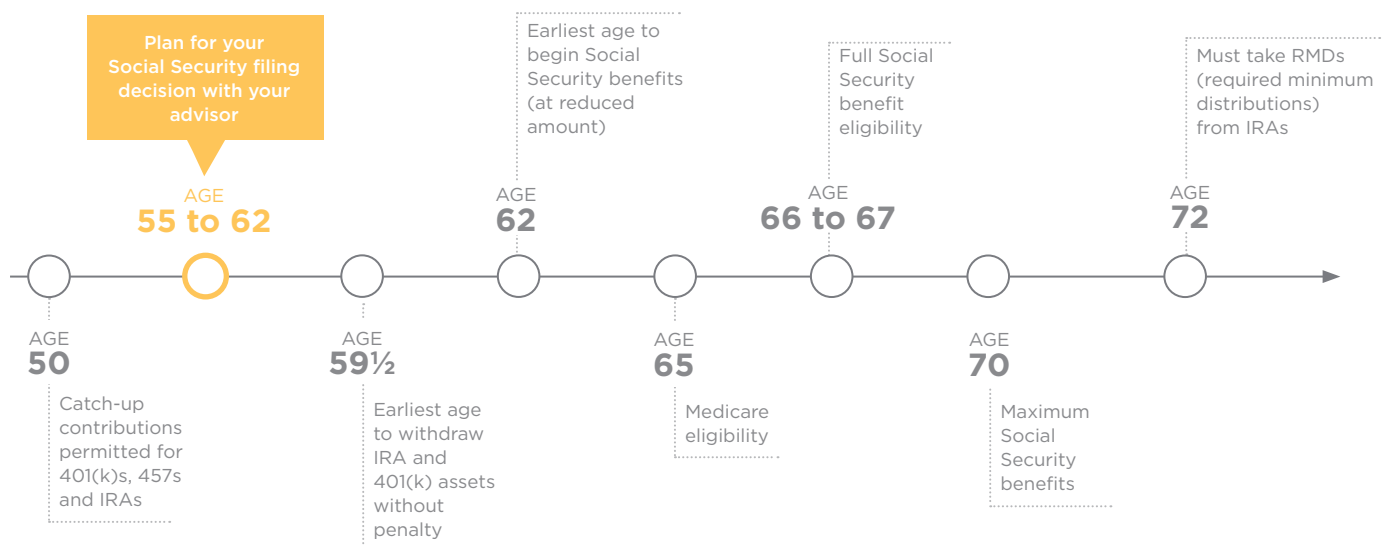 Plan for your
Social Security filing
decision with your
advisor
AGE
55 to 62
Earliest age to
begin Social
Security benefits
(at reduced
amount)
AGE
62
Full Social
Security
benefit
eligibility
AGE
66 to 67
Must take RMDs
(required minimum
distributions)
from IRAs
AGE
72
AGE
50
Catch-up
contributions
permitted for
401(k)s, 457s
and IRAs
AGE
59½
Earliest age
to withdraw
IRA and
401(k) assets
without
penalty
AGE
65
Medicare
eligibility
AGE
70
Maximum
Social
Security
benefits